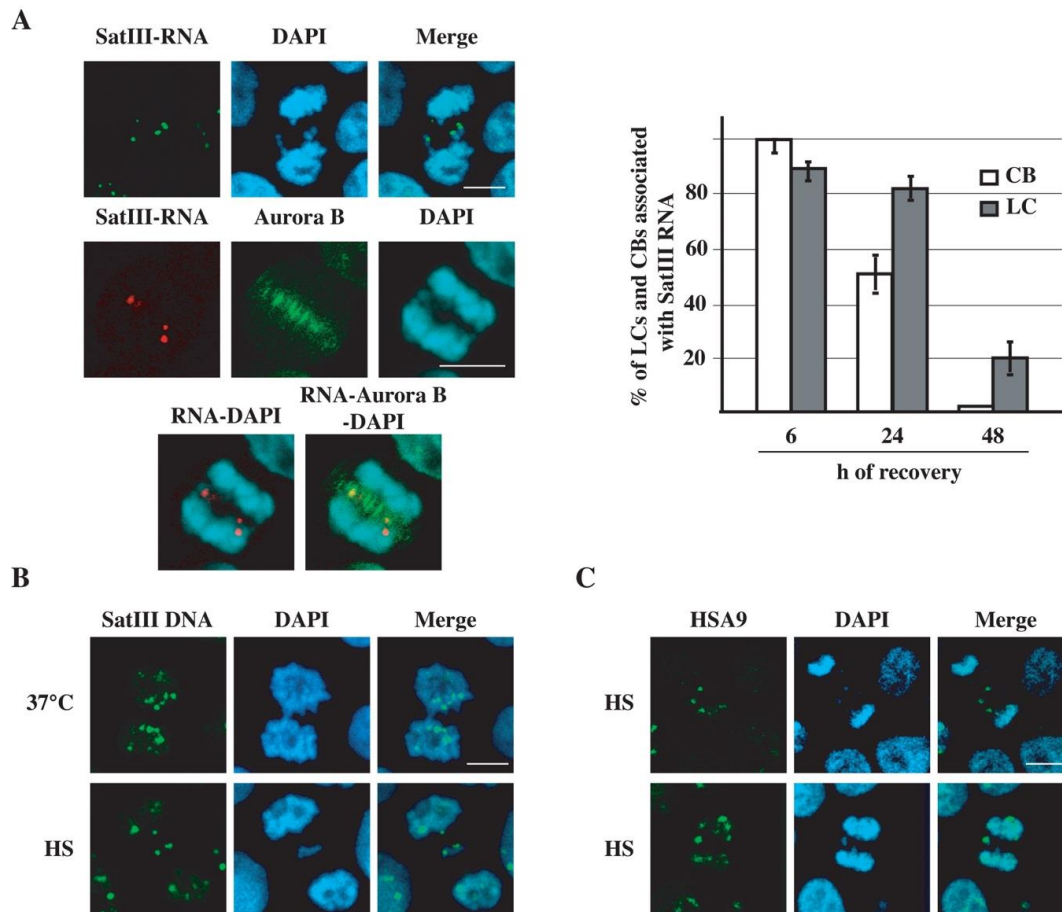 A
SatIII-RNA DAPI Merge
SatIII-RNA Aurora B DAPI
RNA-DAPI RNA-Aurora B
-DAPI
% of LCs and CBs associated
with SatIII RNA
80
60
40
20
CB
LC
6 24 48
h of recovery
B
SatIII DNA DAPI Merge
37°C
HS
C
HSA9 DAPI Merge
HS
HS